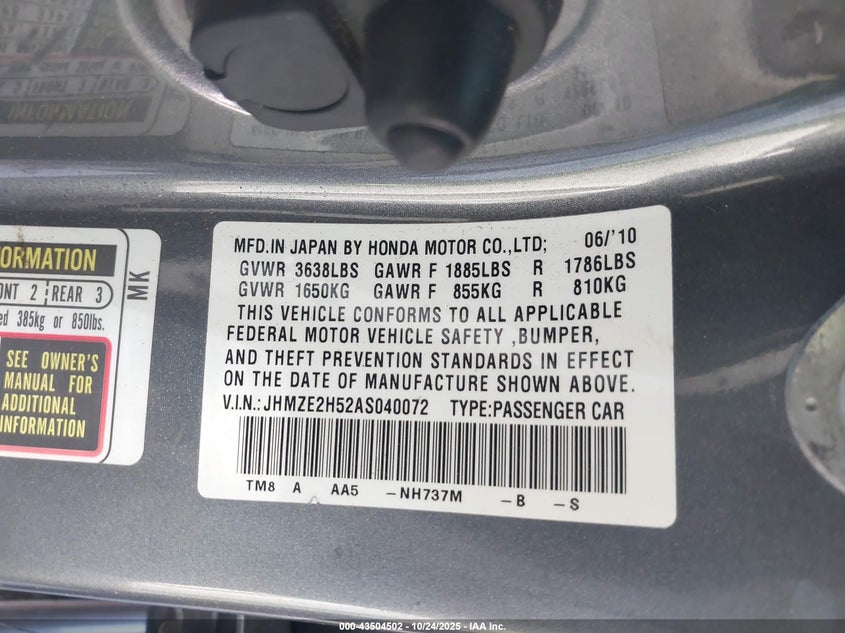 MFD.IN JAPAN BY HONDA MOTOR CO.,LTD; 06/'10
GVWR 3638LBS GAWR F 1885LBS R 1786LBS
GVWR 1650KG GAWR F 855KG R 810KG
THIS VEHICLE CONFORMS TO ALL APPLICABLE
FEDERAL MOTOR VEHICLE SAFETY ,BUMPER,
AND THEFT PREVENTION STANDARDS IN EFFECT
ON THE DATE OF MANUFACTURE SHOWN ABOVE.
V.I.N.: JHMZE2H52AS040072 TYPE:PASSENGER CAR
TM8 A AA5 -NH737M -B -S
ORMATION
ONT 2 REAR 3
ed 385kg or 850lbs.
MK
SEE OWNER'S
MANUAL FOR
ADDITIONAL
INFORMATION
000-43504502 - 10/24/2025 - IAA Inc.